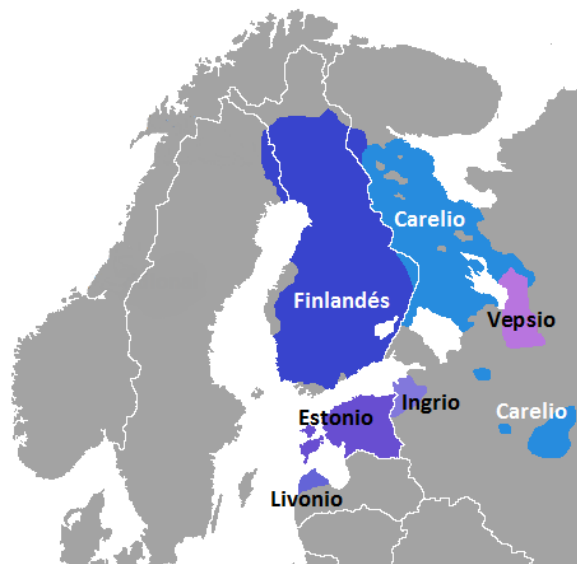 Carelio
Finlandés
Vepsio
Ingrio
Carelio
Estonio
Livonio